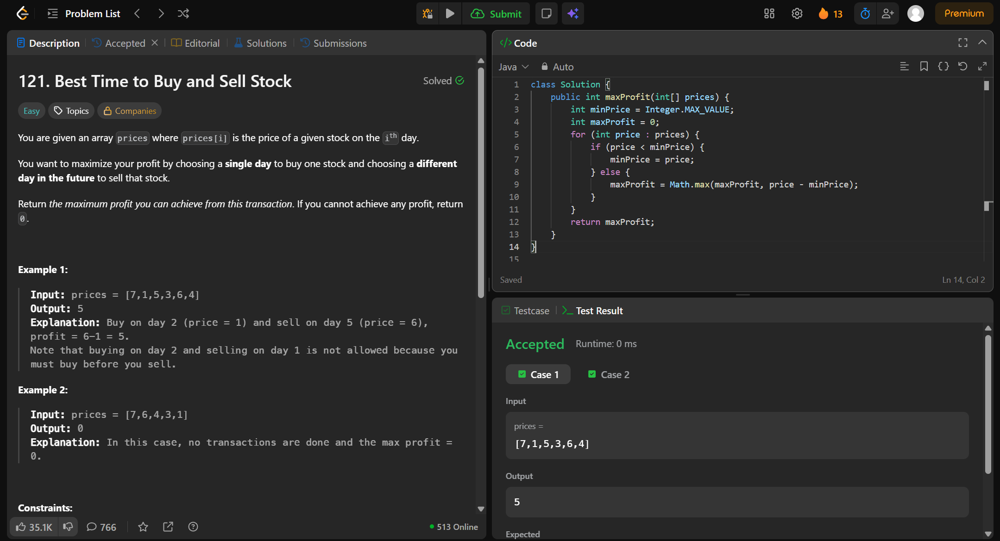 Problem List
Submit
13
Premium
Description
Accepted
Editorial
Solutions
Submissions
121. Best Time to Buy and Sell Stock
Solved
Easy
Topics
Companies
You are given an array prices where prices[i] is the price of a given stock on the ith day.
You want to maximize your profit by choosing a single day to buy one stock and choosing a different
day in the future to sell that stock.
Return the maximum profit you can achieve from this transaction. If you cannot achieve any profit, return
0.
Example 1:
Input: prices = [7,1,5,3,6,4]
Output: 5
Explanation: Buy on day 2 (price = 1) and sell on day 5 (price = 6),
profit = 6-1 = 5.
Note that buying on day 2 and selling on day 1 is not allowed because you
must buy before you sell.
Example 2:
Input: prices = [7,6,4,3,1]
Output: 0
Explanation: In this case, no transactions are done and the max profit =
0.
Constraints:
35.1K
766
513 Online
</> Code
Java
Auto
1 class Solution {
2 public int maxProfit(int[] prices) {
3 int minPrice = Integer.MAX_VALUE;
4 int maxProfit = 0;
5 for (int price : prices) {
6 if (price < minPrice) {
7 minPrice = price;
8 } else {
9 maxProfit = Math.max(maxProfit, price - minPrice);
10 }
11 }
12 return maxProfit;
13 }
14 }
15
Saved
Ln 14, Col 2
Testcase
Test Result
Accepted
Runtime: 0 ms
Case 1
Case 2
Input
prices =
[7,1,5,3,6,4]
Output
5
Expected